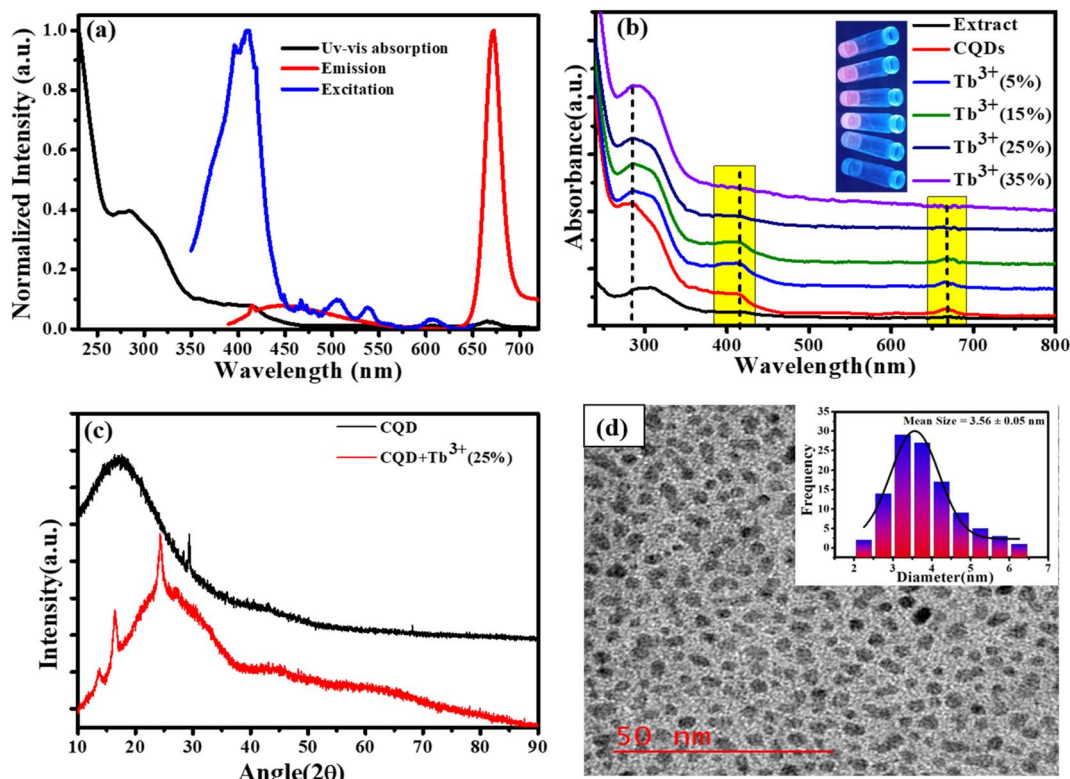 (a)
Normalized Intensity (a.u.)
1.0
0.8
0.6
0.4
0.2
0.0
Uv-vis absorption
Emission
Excitation
250 300 350 400 450 500 550 600 650 700
Wavelength (nm)
(b)
Absorbance(a.u.)
Extract
CQDs
Tb3+(5%)
Tb3+(15%)
Tb3+(25%)
Tb3+(35%)
300 400 500 600 700 800
Wavelength(nm)
(c)
Intensity(a.u.)
CQD
CQD+Tb3+(25%)
10 20 30 40 50 60 70 80 90
Angle(2θ)
(d)
Mean Size = 3.56 ± 0.05 nm
Frequency
35
30
25
20
15
10
5
0
1 2 3 4 5 6 7
Diameter(nm)
50 nm